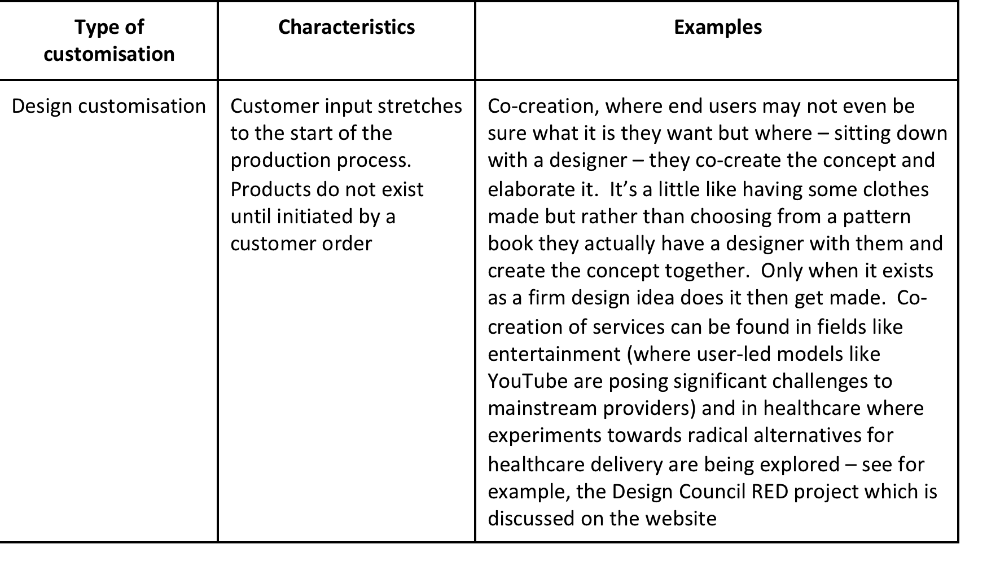 Type of
customisation
Characteristics
Examples
Design customisation
Customer input stretches
to the start of the
production process.
Products do not exist
until initiated by a
customer order
Co-creation, where end users may not even be
sure what it is they want but where – sitting down
with a designer – they co-create the concept and
elaborate it.  It’s a little like having some clothes
made but rather than choosing from a pattern
book they actually have a designer with them and
create the concept together.  Only when it exists
as a firm design idea does it then get made.  Co-
creation of services can be found in fields like
entertainment (where user-led models like
YouTube are posing significant challenges to
mainstream providers) and in healthcare where
experiments towards radical alternatives for
healthcare delivery are being explored – see for
example, the Design Council RED project which is
discussed on the website